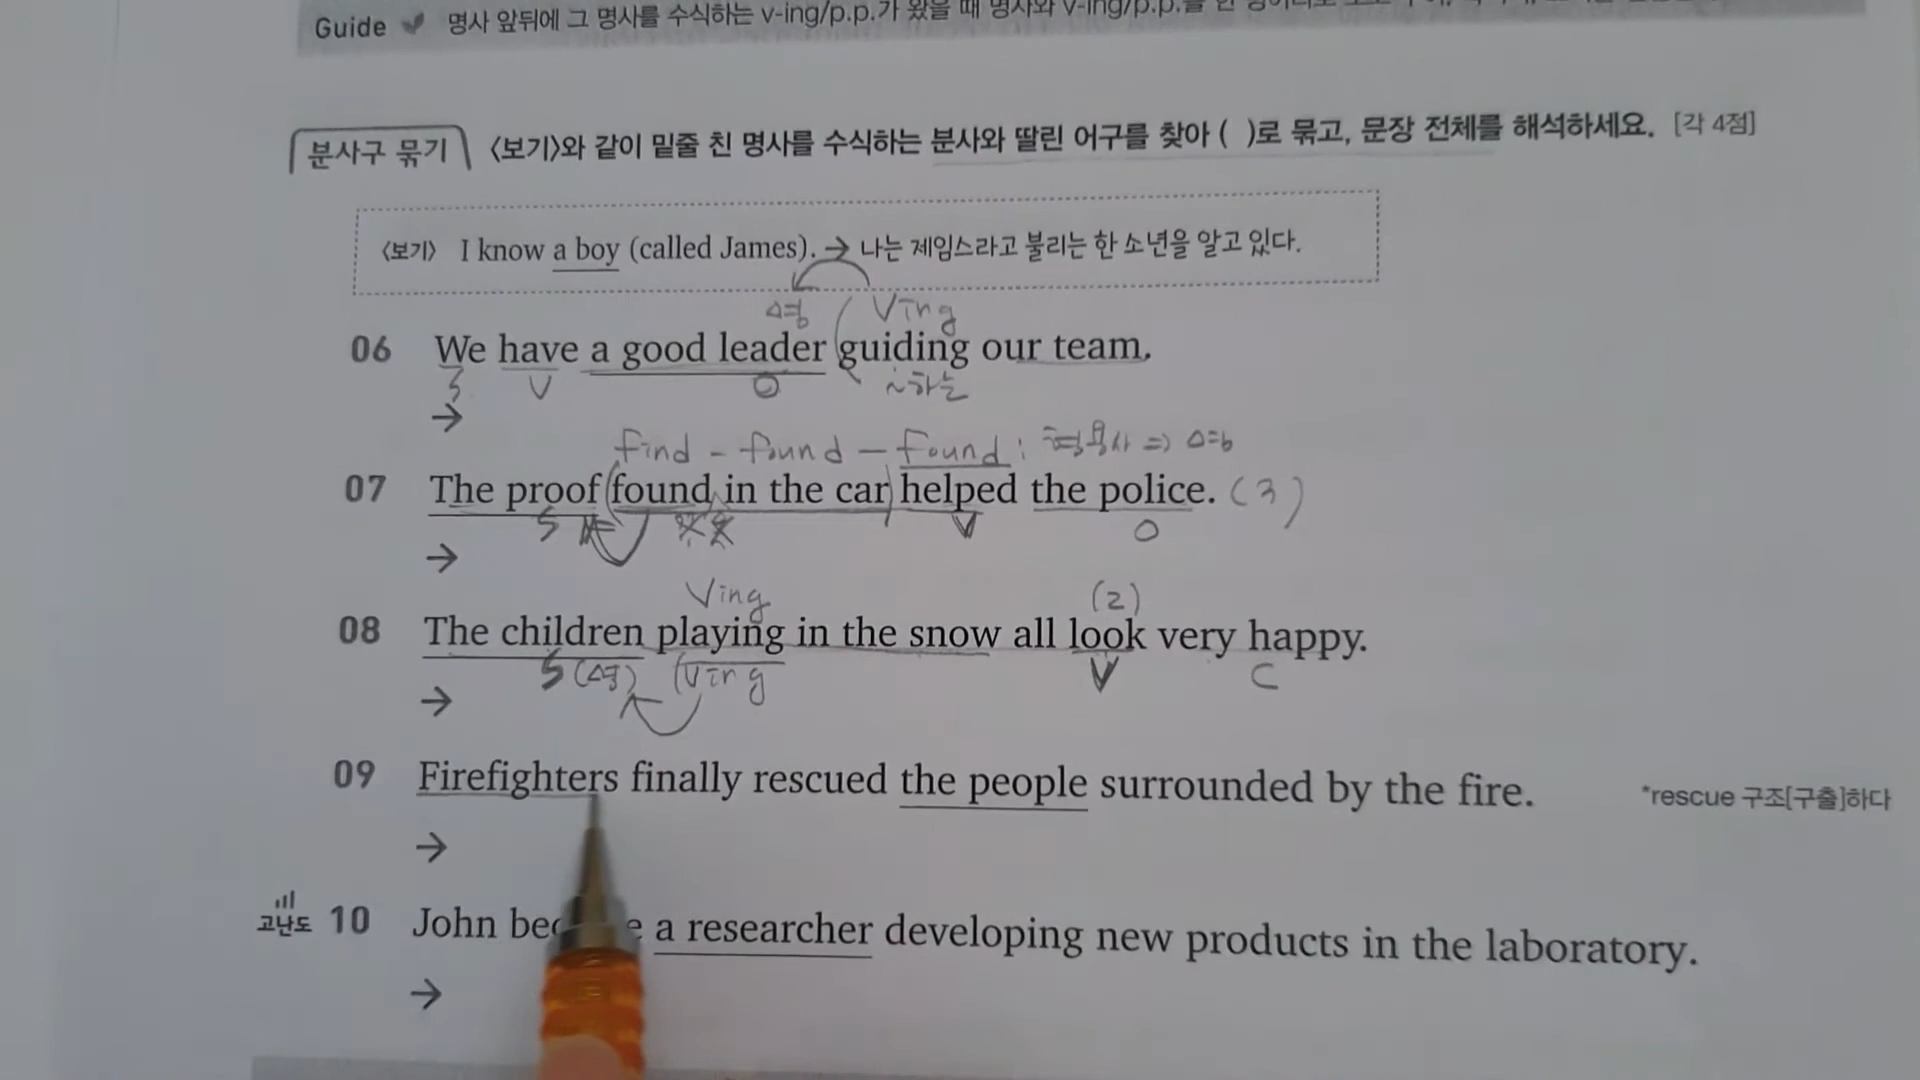 Guide 명사 앞뒤에 그 명사를 수식하는 v-ing/p.p.가 왔을 때 명사와 v-ing/p.p.를 한
분사구 묶기 〈보기〉와 같이 밑줄 친 명사를 수식하는 분사와 딸린 어구를 찾아 ( )로 묶고, 문장 전체를 해석하세요. [각 4점]
〈보기〉 I know a boy (called James). → 나는 제임스라고 불리는 한 소년을 알고 있다.
Ving
06 We have a good leader (guiding our team.
S V O ~하는
→
find - found - found : 형용사 ⇒
07 The proof (found in the car) helped the police. (3)
S V O
→
Ving (2)
08 The children playing in the snow all look very happy.
S (Ving V C
→
09 Firefighters finally rescued the people surrounded by the fire. *rescue 구조[구출]하다
→
고난도 10 John a researcher developing new products in the laboratory.
→